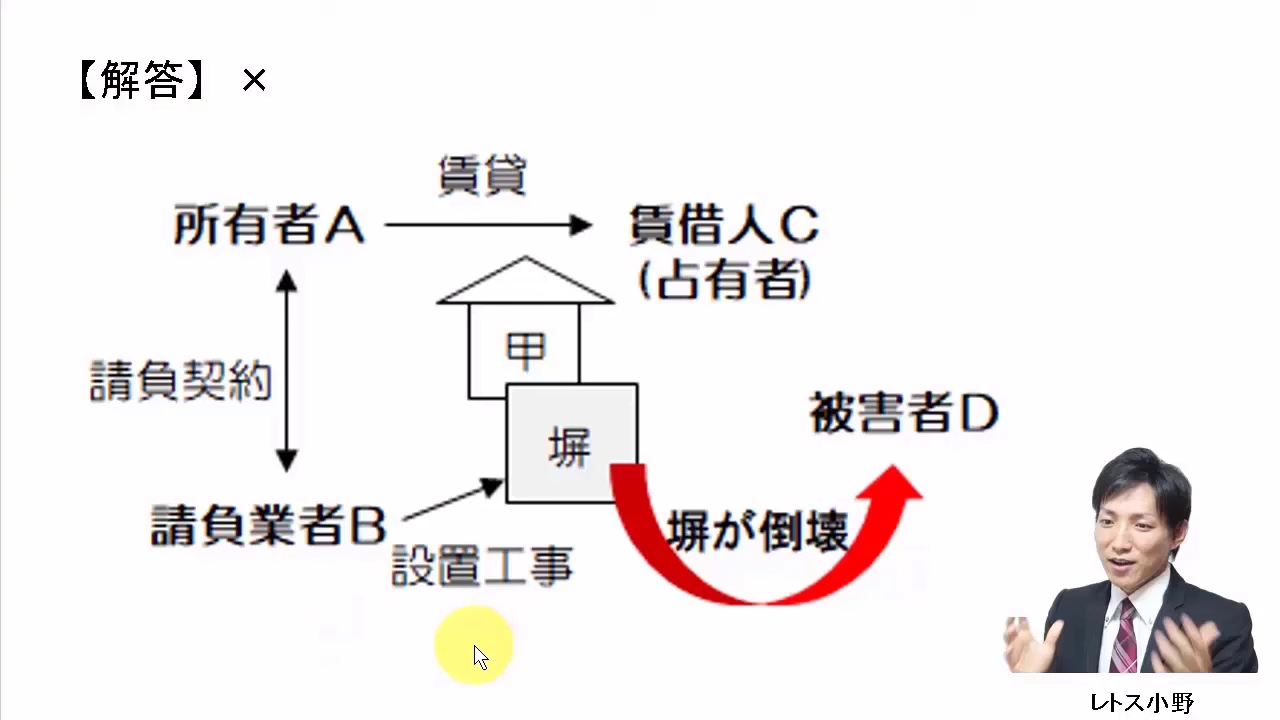 【解答】 ×
賃貸
所有者A
賃借人C
(占有者)
甲
請負契約
塀
被害者D
請負業者B
塀が倒壊
設置工事
レトス小野